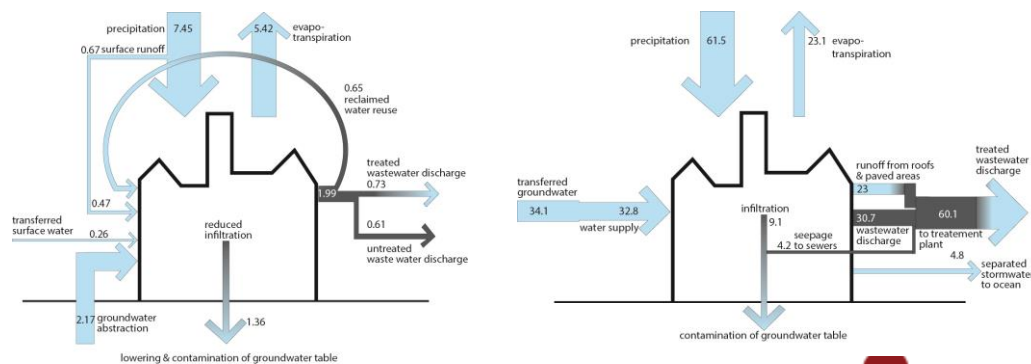 precipitation
7.45
5.42
evapo-
transpiration
0.67 surface runoff
0.65
reclaimed
water reuse
treated
wastewater discharge
0.73
1.99
0.47
transferred
surface water
0.26
reduced
infiltration
0.61
untreated
waste water discharge
2.17
groundwater
abstraction
1.36
lowering & contamination of groundwater table
precipitation
61.5
23.1
evapo-
transpiration
runoff from roofs
& paved areas
23
treated
wastewater
discharge
transferred
groundwater
34.1
32.8
water supply
infiltration
9.1
30.7
wastewater
discharge
60.1
to treatement
plant
seepage
to sewers
4.2
4.8
separated
stormwate
to ocean
contamination of groundwater table